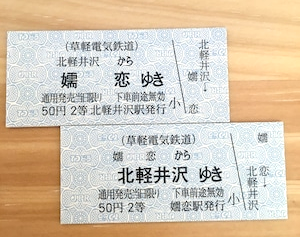 (草軽電気鉄道)
北軽井沢 から
嬬 恋 ゆき
通用発売当日限り 下車前途無効
50円 2等 北軽井沢駅発行
小
北軽井沢→嬬恋
(草軽電気鉄道)
嬬 恋 から
北軽井沢 ゆき
通用発売当日限り 下車前途無効
50円 2等 嬬恋駅発行
小
嬬恋→北軽井沢